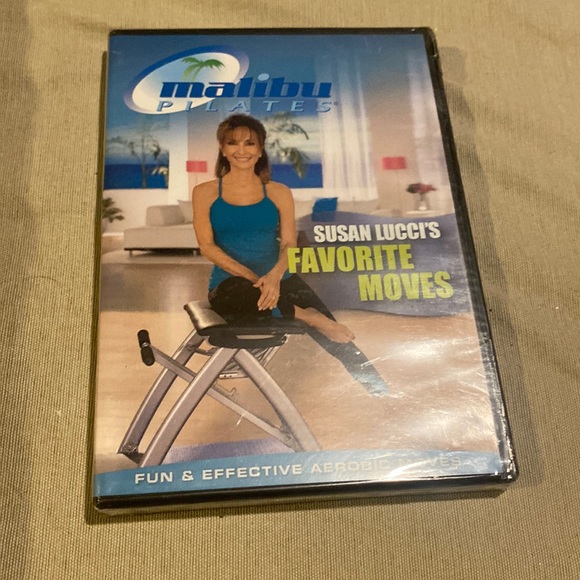 malibu
PILATES®
SUSAN LUCCI'S
FAVORITE
MOVES
FUN & EFFECTIVE AEROBIC